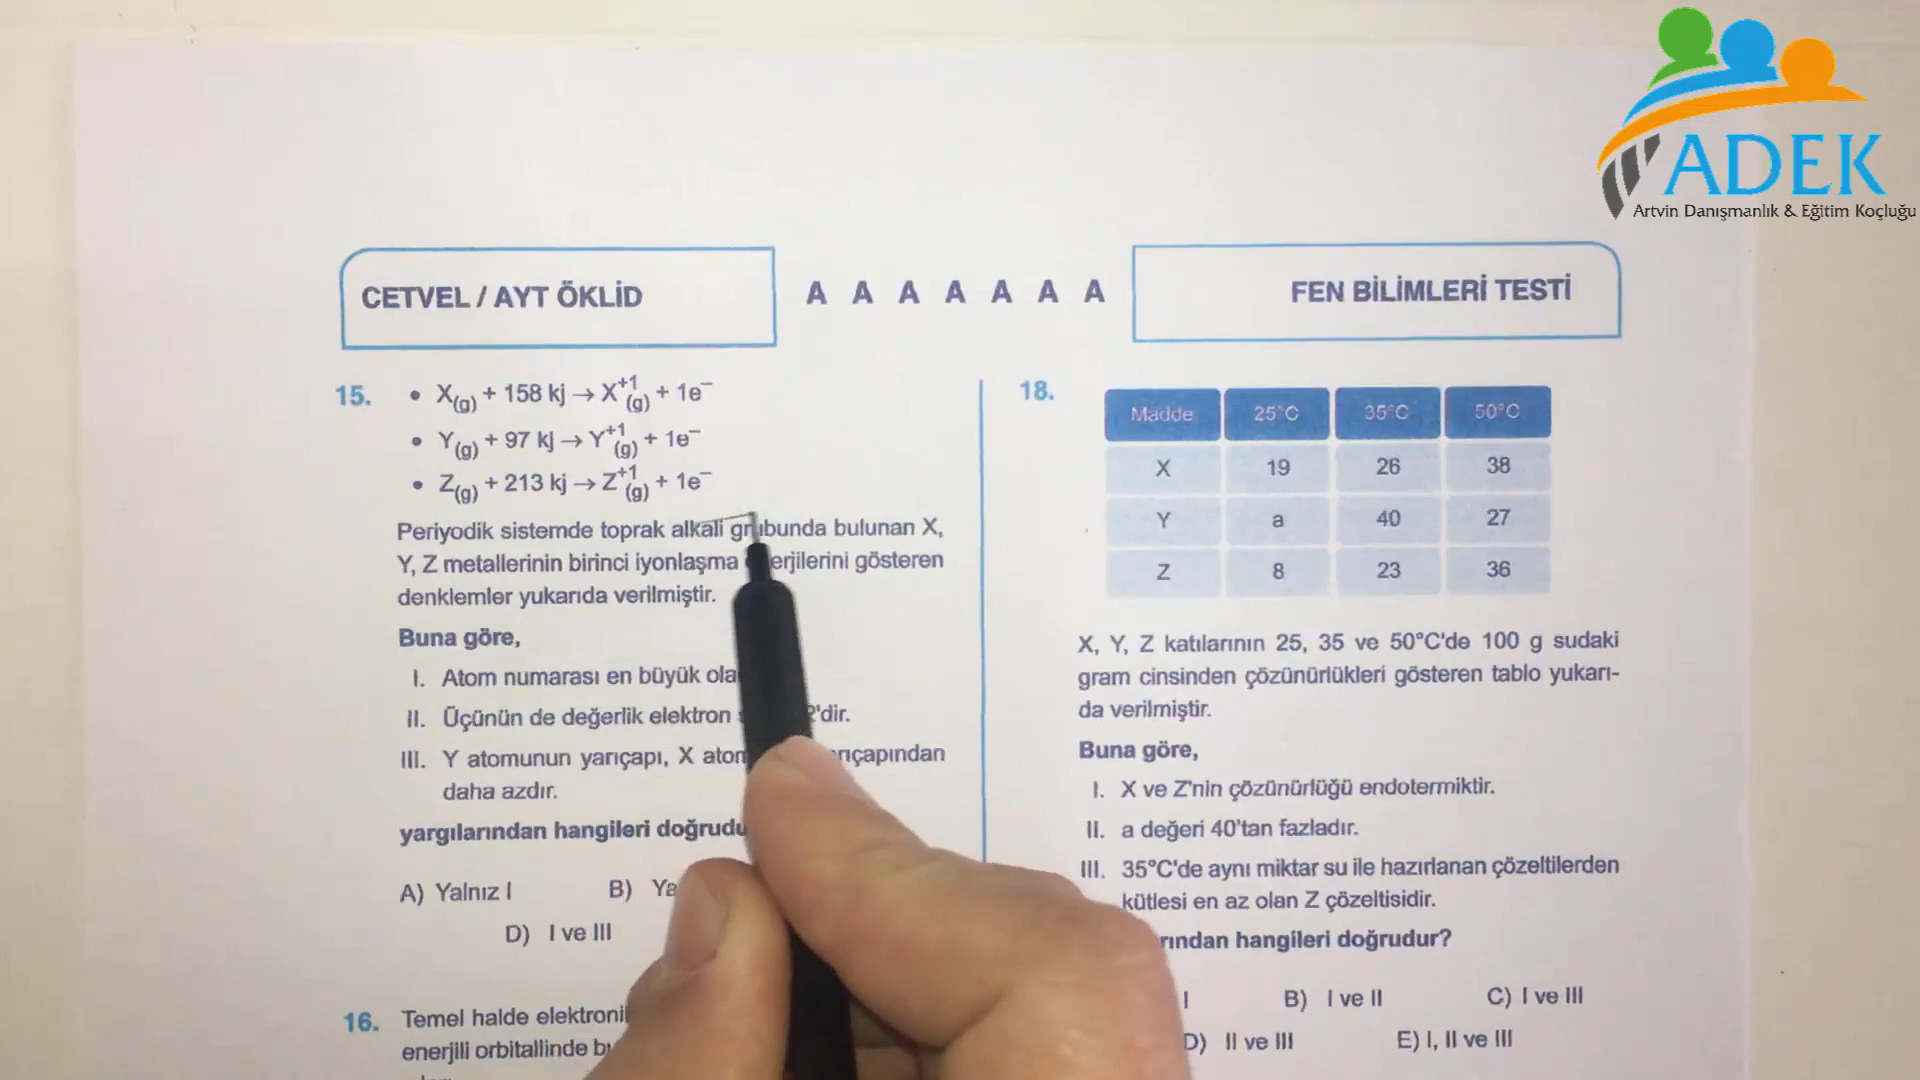 ADEK
Artvin Danışmanlık & Eğitim Koçluğu
CETVEL / AYT ÖKLİD
A A A A A A A
FEN BİLİMLERİ TESTİ
15. • X(g) + 158 kj → X+1(g) + 1e–
• Y(g) + 97 kj → Y+1(g) + 1e–
• Z(g) + 213 kj → Z+1(g) + 1e–
Periyodik sistemde toprak alkali grubunda bulunan X,
Y, Z metallerinin birinci iyonlaşma enerjilerini gösteren
denklemler yukarıda verilmiştir.
Buna göre,
I. Atom numarası en büyük
II. Üçünün de değerlik elektron 2'dir.
III. Y atomunun yarıçapı, X yarıçapından
daha azdır.
yargılarından hangileri
A) Yalnız I B)
D) I ve III
16. Temel halde
enerjili orbitallinde
18.
Madde 25°C 35°C 50°C
X 19 26 38
Y a 40 27
Z 8 23 36
X, Y, Z katılarının 25, 35 ve 50°C'de 100 g sudaki
gram cinsinden çözünürlükleri gösteren tablo yukarı-
da verilmiştir.
Buna göre,
I. X ve Z'nin çözünürlüğü endotermiktir.
II. a değeri 40'tan fazladır.
III. 35°C'de aynı miktar su ile hazırlanan çözeltilerden
kütlesi en az olan Z çözeltisidir.
hangileri doğrudur?
I B) I ve II C) I ve III
D) II ve III E) I, II ve III